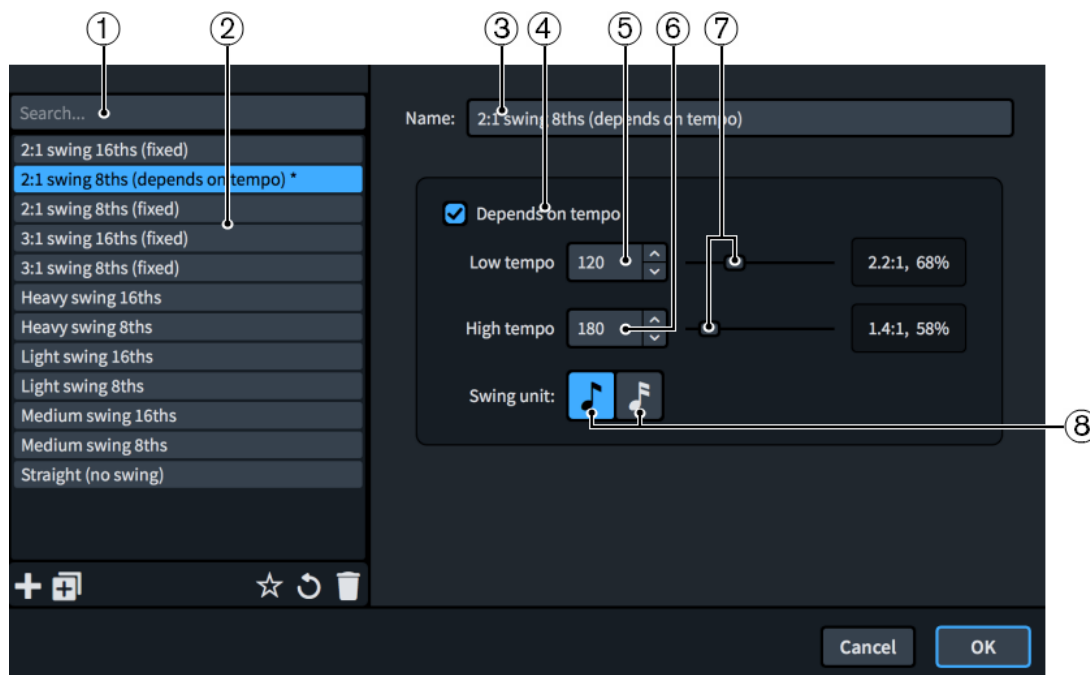 ① ② ③ ④ ⑤ ⑥ ⑦
Search...
2:1 swing 16ths (fixed)
2:1 swing 8ths (depends on tempo) *
2:1 swing 8ths (fixed)
3:1 swing 16ths (fixed)
3:1 swing 8ths (fixed)
Heavy swing 16ths
Heavy swing 8ths
Light swing 16ths
Light swing 8ths
Medium swing 16ths
Medium swing 8ths
Straight (no swing)
Name: 2:1 swing 8ths (depends on tempo)
Depends on tempo
Low tempo 120 2.2:1, 68%
High tempo 180 1.4:1, 58%
Swing unit:
⑧
Cancel OK